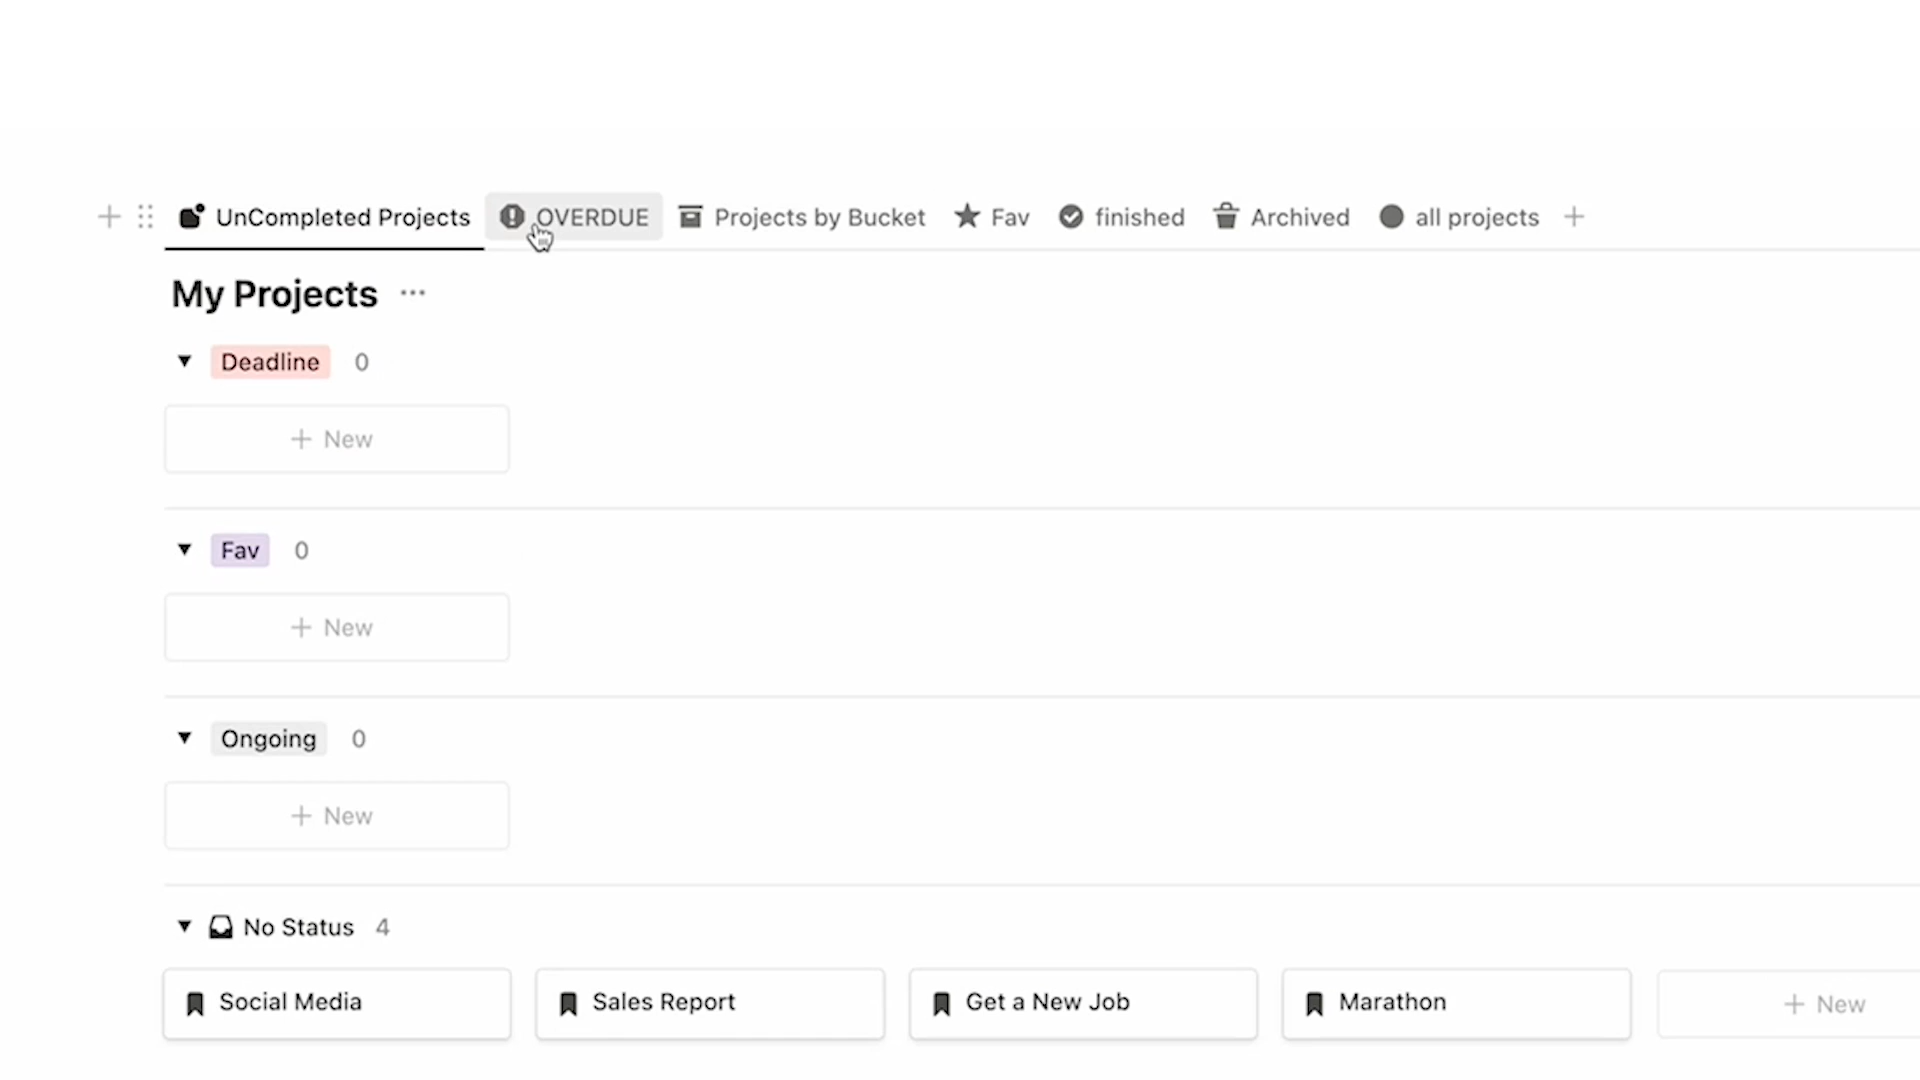 UnCompleted Projects OVERDUE Projects by Bucket Fav finished Archived all projects
My Projects
Deadline 0
New
Fav 0
New
Ongoing 0
New
No Status 4
Social Media Sales Report Get a New Job Marathon New